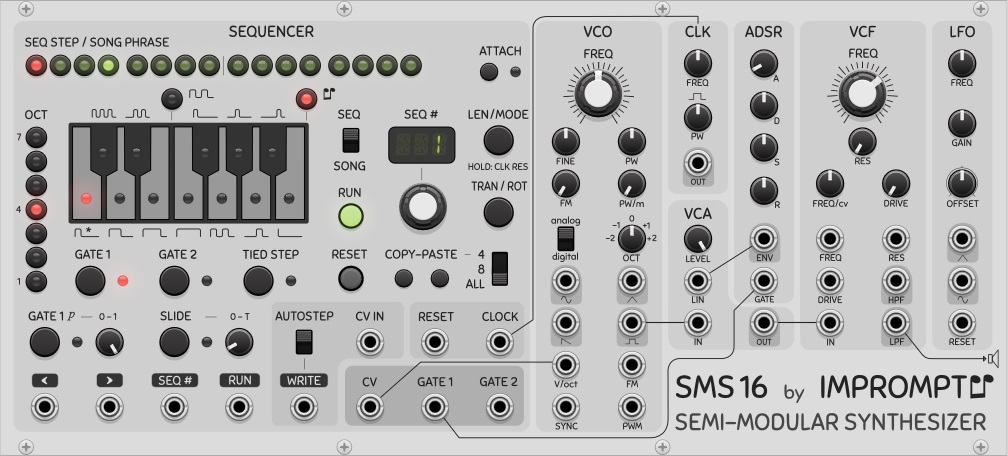 SEQUENCER
SEQ STEP / SONG PHRASE
ATTACH
OCT
7
4
1
SEQ
SONG
SEQ #
1
LEN/MODE
HOLD: CLK RES
TRAN / ROT
RUN
GATE 1
GATE 2
TIED STEP
RESET
COPY-PASTE
4
8
ALL
GATE 1 P
0-1
SLIDE
0-T
AUTOSTEP
CV IN
RESET
CLOCK
<
>
SEQ #
RUN
WRITE
CV
GATE 1
GATE 2
VCO
FREQ
FINE
PW
FM
PW/m
analog
digital
-2
-1
0
+1
+2
OCT
V/oct
FM
SYNC
PWM
CLK
FREQ
PW
OUT
VCA
LEVEL
LIN
IN
ADSR
A
D
S
R
ENV
GATE
OUT
VCF
FREQ
RES
FREQ/cv
DRIVE
FREQ
RES
DRIVE
HPF
IN
LPF
LFO
FREQ
GAIN
OFFSET
RESET
SMS 16 by IMPROMPT
SEMI-MODULAR SYNTHESIZER